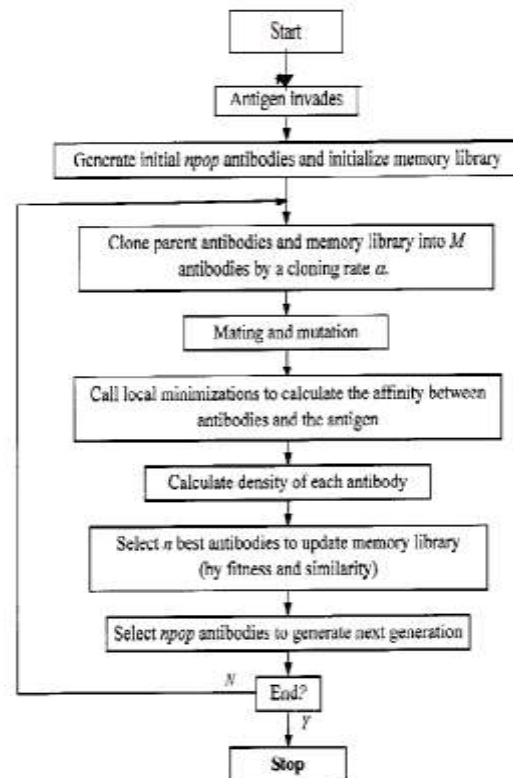 Start
Antigen invades
Generate initial npop antibodies and initialize memory library
Clone parent antibodies and memory library into M
antibodies by a cloning rate α.
Mating and mutation
Call local minimizations to calculate the affinity between
antibodies and the antigen
Calculate density of each antibody
Select n best antibodies to update memory library
(by fitness and similarity)
Select npop antibodies to generate next generation
N
End?
Y
Stop